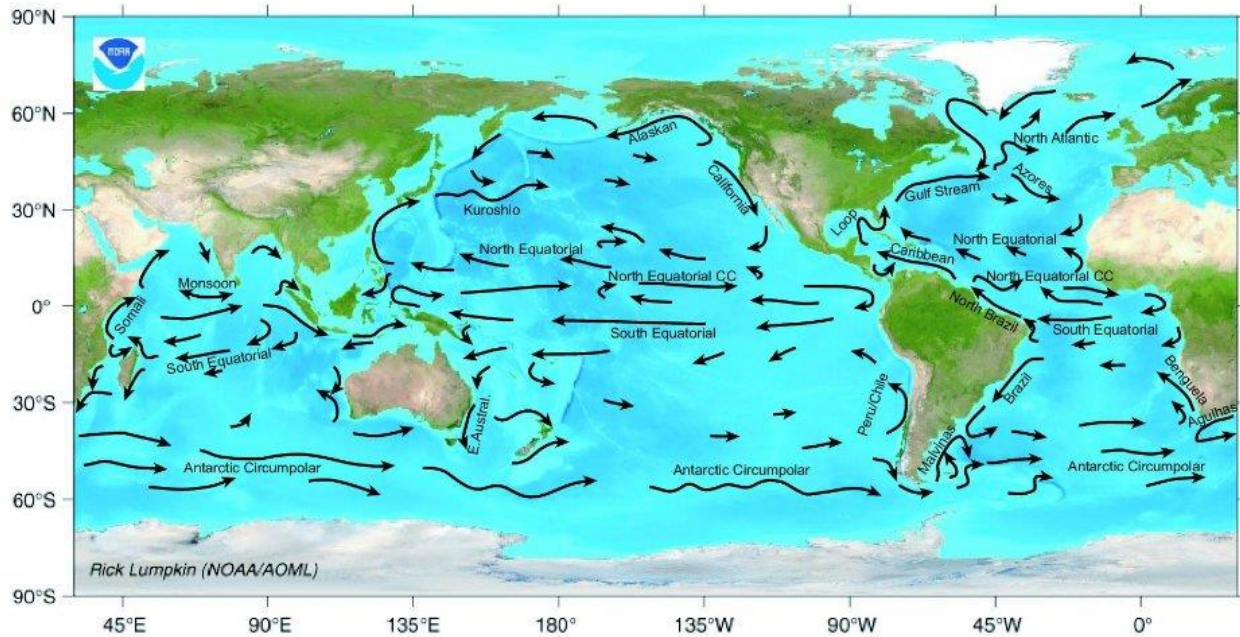 90°N
NOAA
60°N
Alaskan
North Atlantic
Azores
California
Gulf Stream
30°N
Kuroshio
Loop
North Equatorial
North Equatorial
Caribbean
Monsoon
North Equatorial CC
North Equatorial CC
0°
Somali
North Brazil
South Equatorial
South Equatorial
South Equatorial
Benguela
Brazil
30°S
Peru/Chile
E.Austral.
Agulhas
Malvinas
Antarctic Circumpolar
Antarctic Circumpolar
Antarctic Circumpolar
60°S
Rick Lumpkin (NOAA/AOML)
90°S
45°E 90°E 135°E 180° 135°W 90°W 45°W 0°